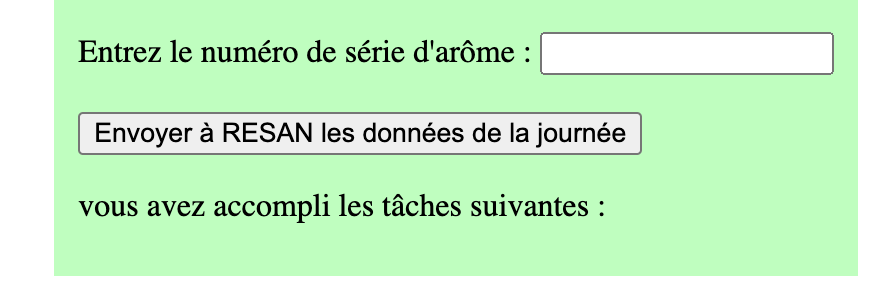 Entrez le numéro de série d'arôme :
Envoyer à RESAN les données de la journée
vous avez accompli les tâches suivantes :